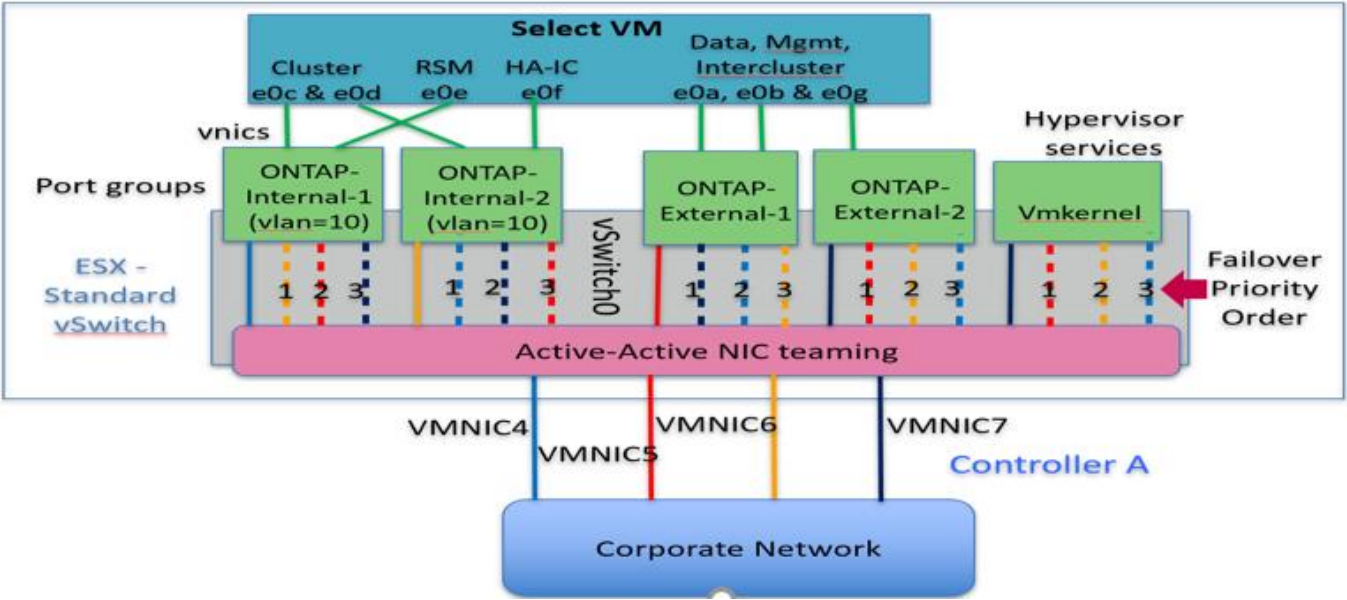 Select VM
Cluster
e0c & e0d
RSM
e0e
HA-IC
e0f
Data, Mgmt,
Intercluster
e0a, e0b & e0g
vnics
Hypervisor
services
Port groups
ONTAP-
Internal-1
(vlan=10)
ONTAP-
Internal-2
(vlan=10)
vSwitch0
ONTAP-
External-1
ONTAP-
External-2
Vmkernel
ESX -
Standard
vSwitch
1 2 3
1 2 3
1 2 3
1 2 3
1 2 3
Failover
Priority
Order
Active-Active NIC teaming
VMNIC4
VMNIC5
VMNIC6
VMNIC7
Controller A
Corporate Network